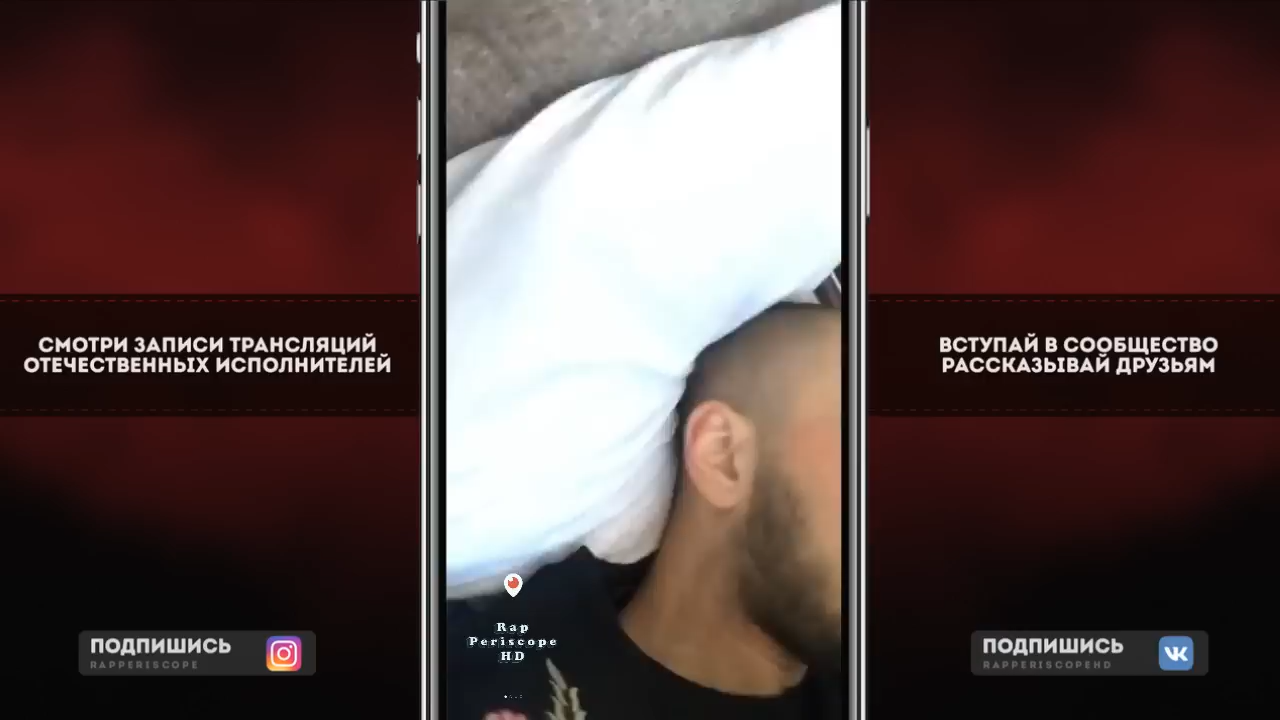 СМОТРИ ЗАПИСИ ТРАНСЛЯЦИЙ
ОТЕЧЕСТВЕННЫХ ИСПОЛНИТЕЛЕЙ
ПОДПИШИСЬ
RAPPERISCOPE
Rap
Periscope
HD
ВСТУПАЙ В СООБЩЕСТВО
РАССКАЗЫВАЙ ДРУЗЬЯМ
ПОДПИШИСЬ
RAPPERISCOPEHD